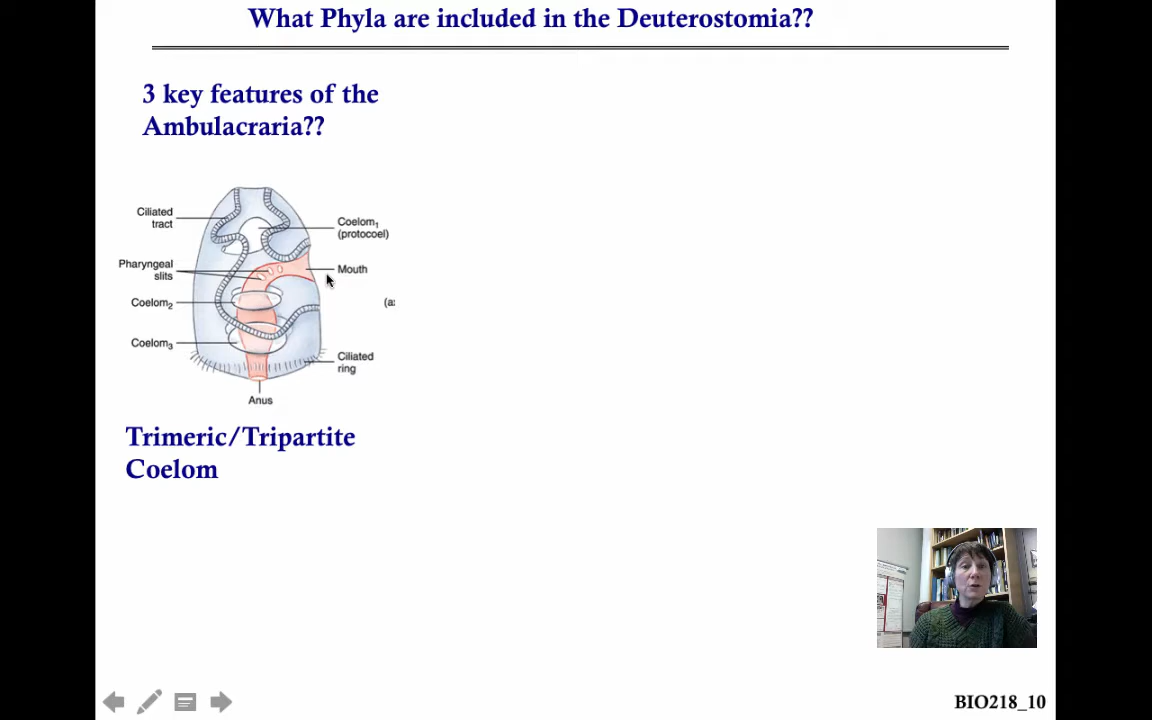 What Phyla are included in the Deuterostomia??
3 key features of the
Ambulacraria??
Ciliated
tract
Coelom₁
(protocoel)
Pharyngeal
slits
Mouth
Coelom₂
(a
Coelom₃
Ciliated
ring
Anus
Trimeric/Tripartite
Coelom
BIO218_10